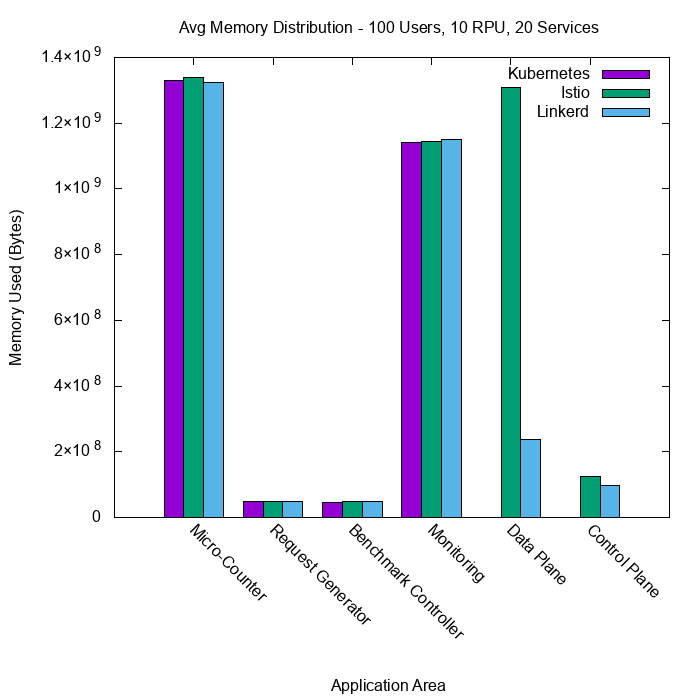 Avg Memory Distribution - 100 Users, 10 RPU, 20 Services
Kubernetes
Istio
Linkerd
1.4×10⁹
1.2×10⁹
1×10⁹
8×10⁸
6×10⁸
4×10⁸
2×10⁸
0
Memory Used (Bytes)
Micro-Counter
Request Generator
Benchmark Controller
Monitoring
Data Plane
Control Plane
Application Area